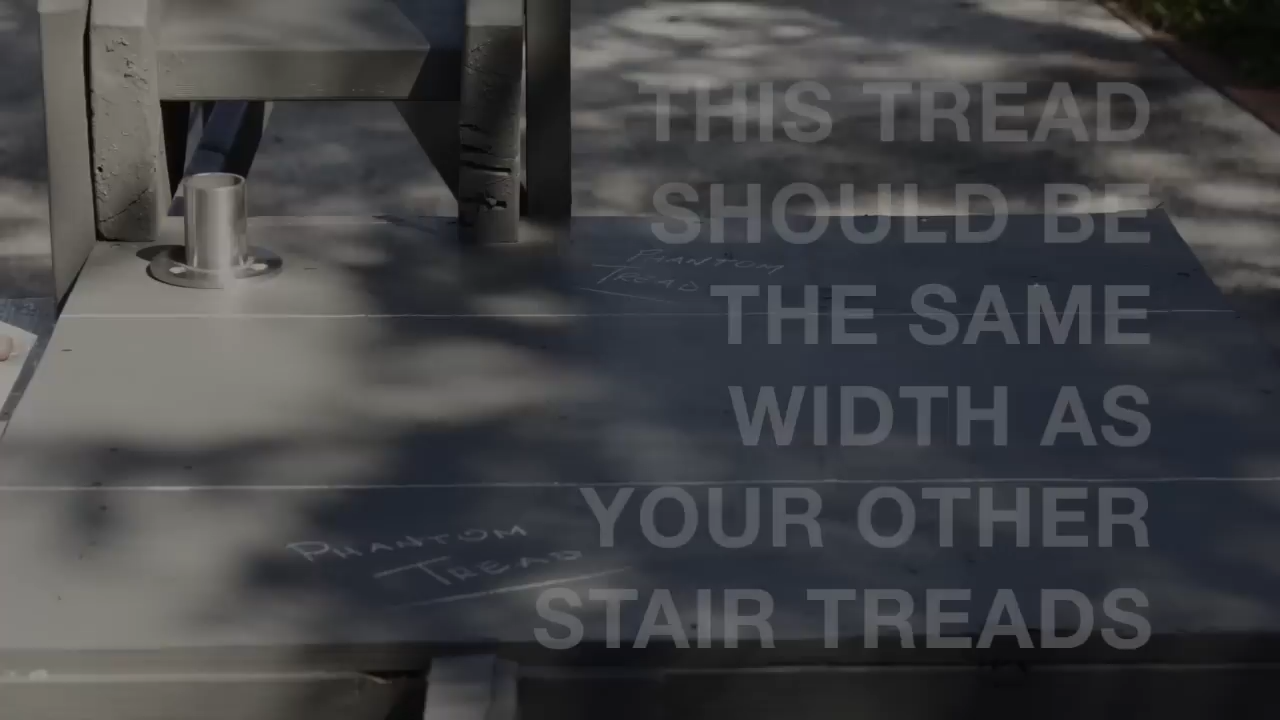 THIS TREAD
SHOULD BE
THE SAME
WIDTH AS
YOUR OTHER
STAIR TREADS
PHANTOM
TREAD
PHANTOM
TREAD